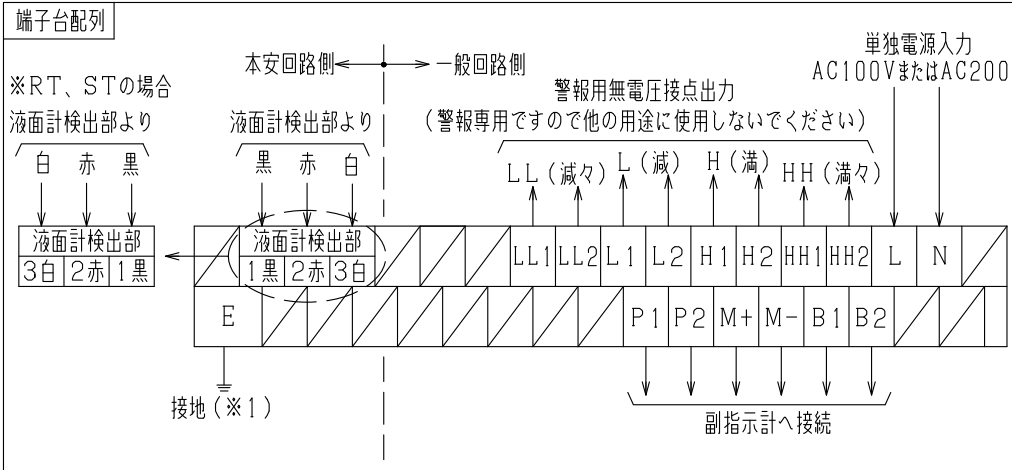 端子台配列
本安回路側 一般回路側
単独電源入力
AC100VまたはAC200
※RT、STの場合
液面計検出部より
白 赤 黒
液面計検出部より
黒 赤 白
警報用無電圧接点出力
(警報専用ですので他の用途に使用しないでください)
LL(減々) L(減) H(満) HH(満々)
液面計検出部
3白 2赤 1黒
液面計検出部
1黒 2赤 3白
LL1 LL2 L1 L2 H1 H2 HH1 HH2 L N
E P1 P2 M+ M- B1 B2
接地(※1)
副指示計へ接続